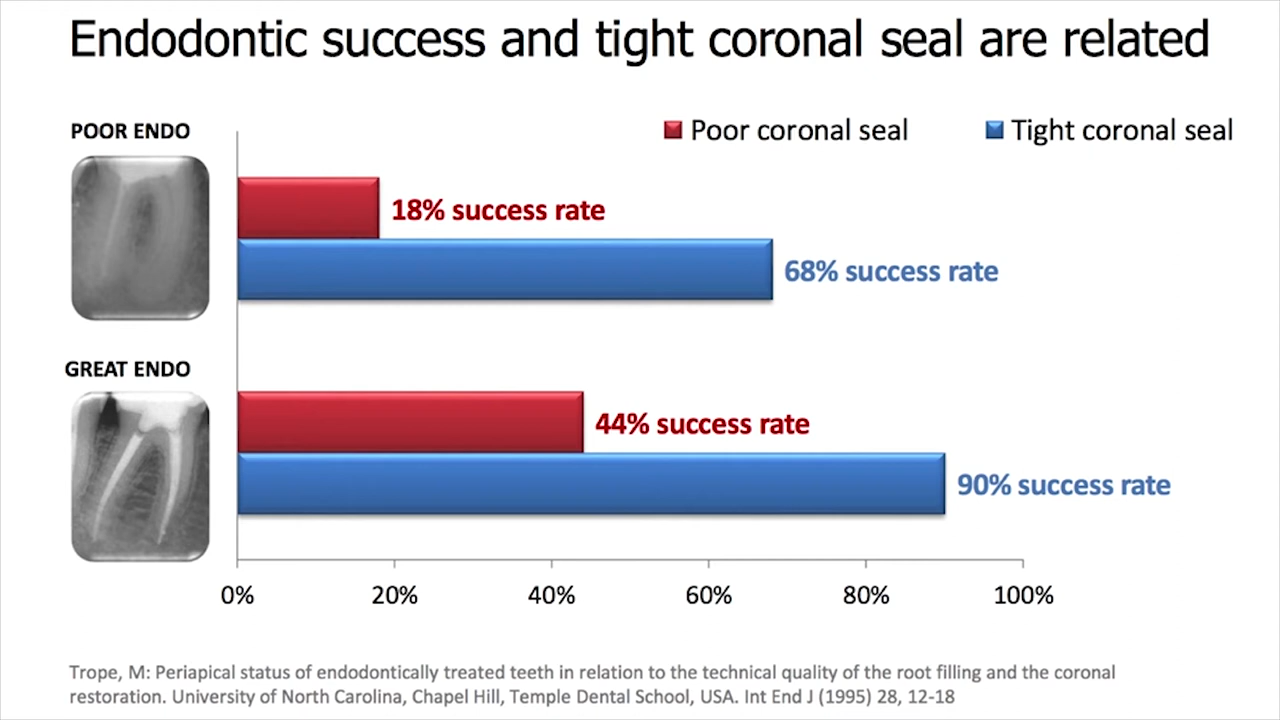 Endodontic success and tight coronal seal are related
POOR ENDO
Poor coronal seal
Tight coronal seal
18% success rate
68% success rate
GREAT ENDO
44% success rate
90% success rate
0%
20%
40%
60%
80%
100%
Trope, M: Periapical status of endodontically treated teeth in relation to the technical quality of the root filling and the coronal
restoration. University of North Carolina, Chapel Hill, Temple Dental School, USA. Int End J (1995) 28, 12-18